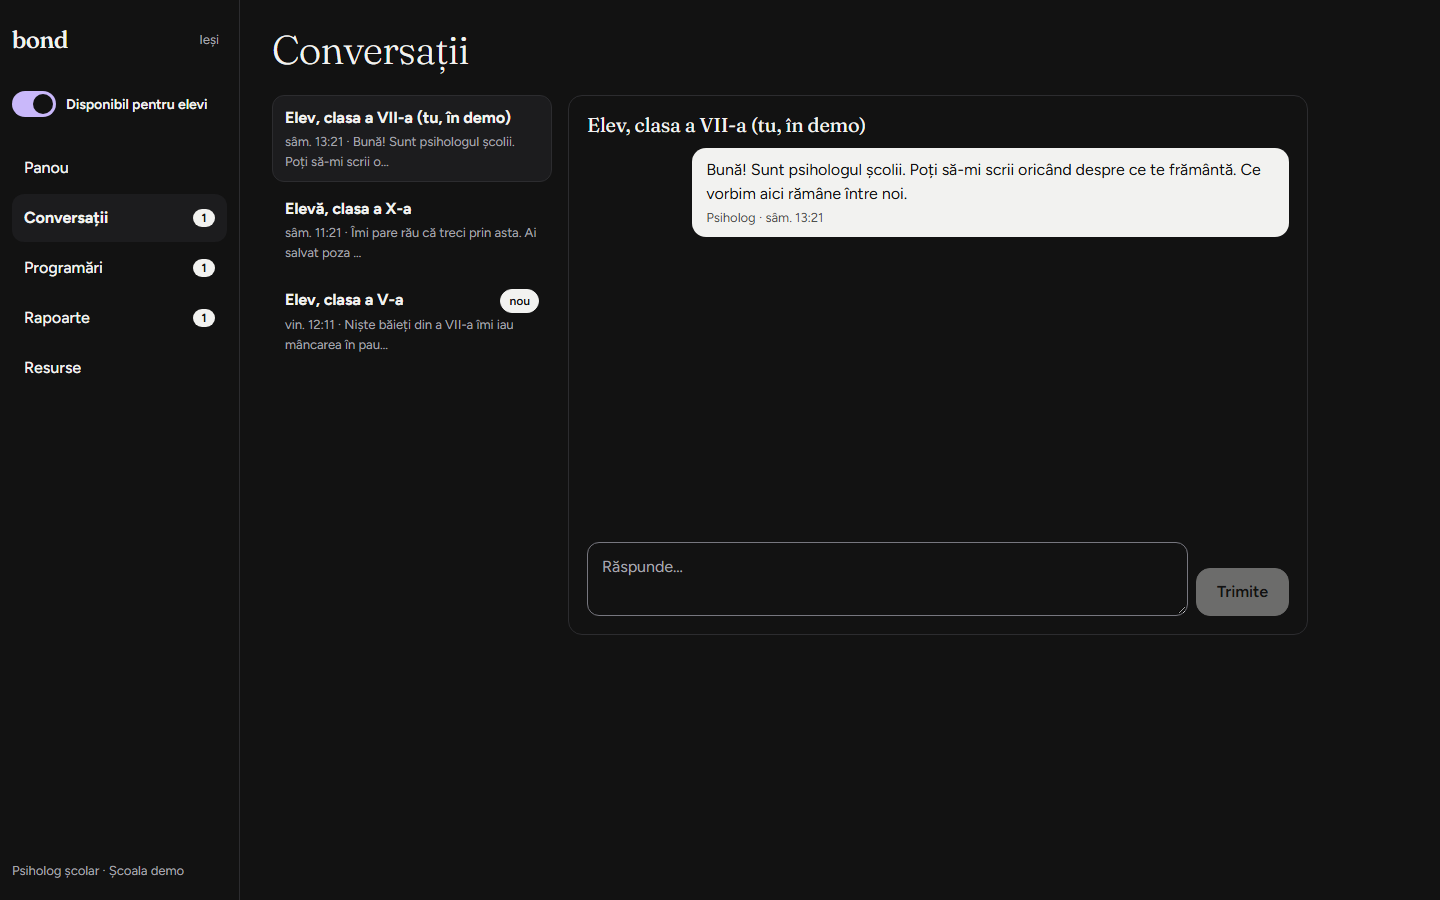 bond
Ieși
Disponibil pentru elevi
Panou
Conversații 1
Programări 1
Rapoarte 1
Resurse
Psiholog școlar · Școala demo
Conversații
Elev, clasa a VII-a (tu, în demo)
sâm. 13:21 · Bună! Sunt psihologul școlii.
Poți să-mi scrii o...
Elevă, clasa a X-a
sâm. 11:21 · Îmi pare rău că treci prin asta. Ai
salvat poza ...
Elev, clasa a V-a nou
vin. 12:11 · Niște băieți din a VII-a îmi iau
mâncarea în pau...
Elev, clasa a VII-a (tu, în demo)
Bună! Sunt psihologul școlii. Poți să-mi scrii oricând despre ce te frământă. Ce
vorbim aici rămâne între noi.
Psiholog · sâm. 13:21
Răspunde...
Trimite